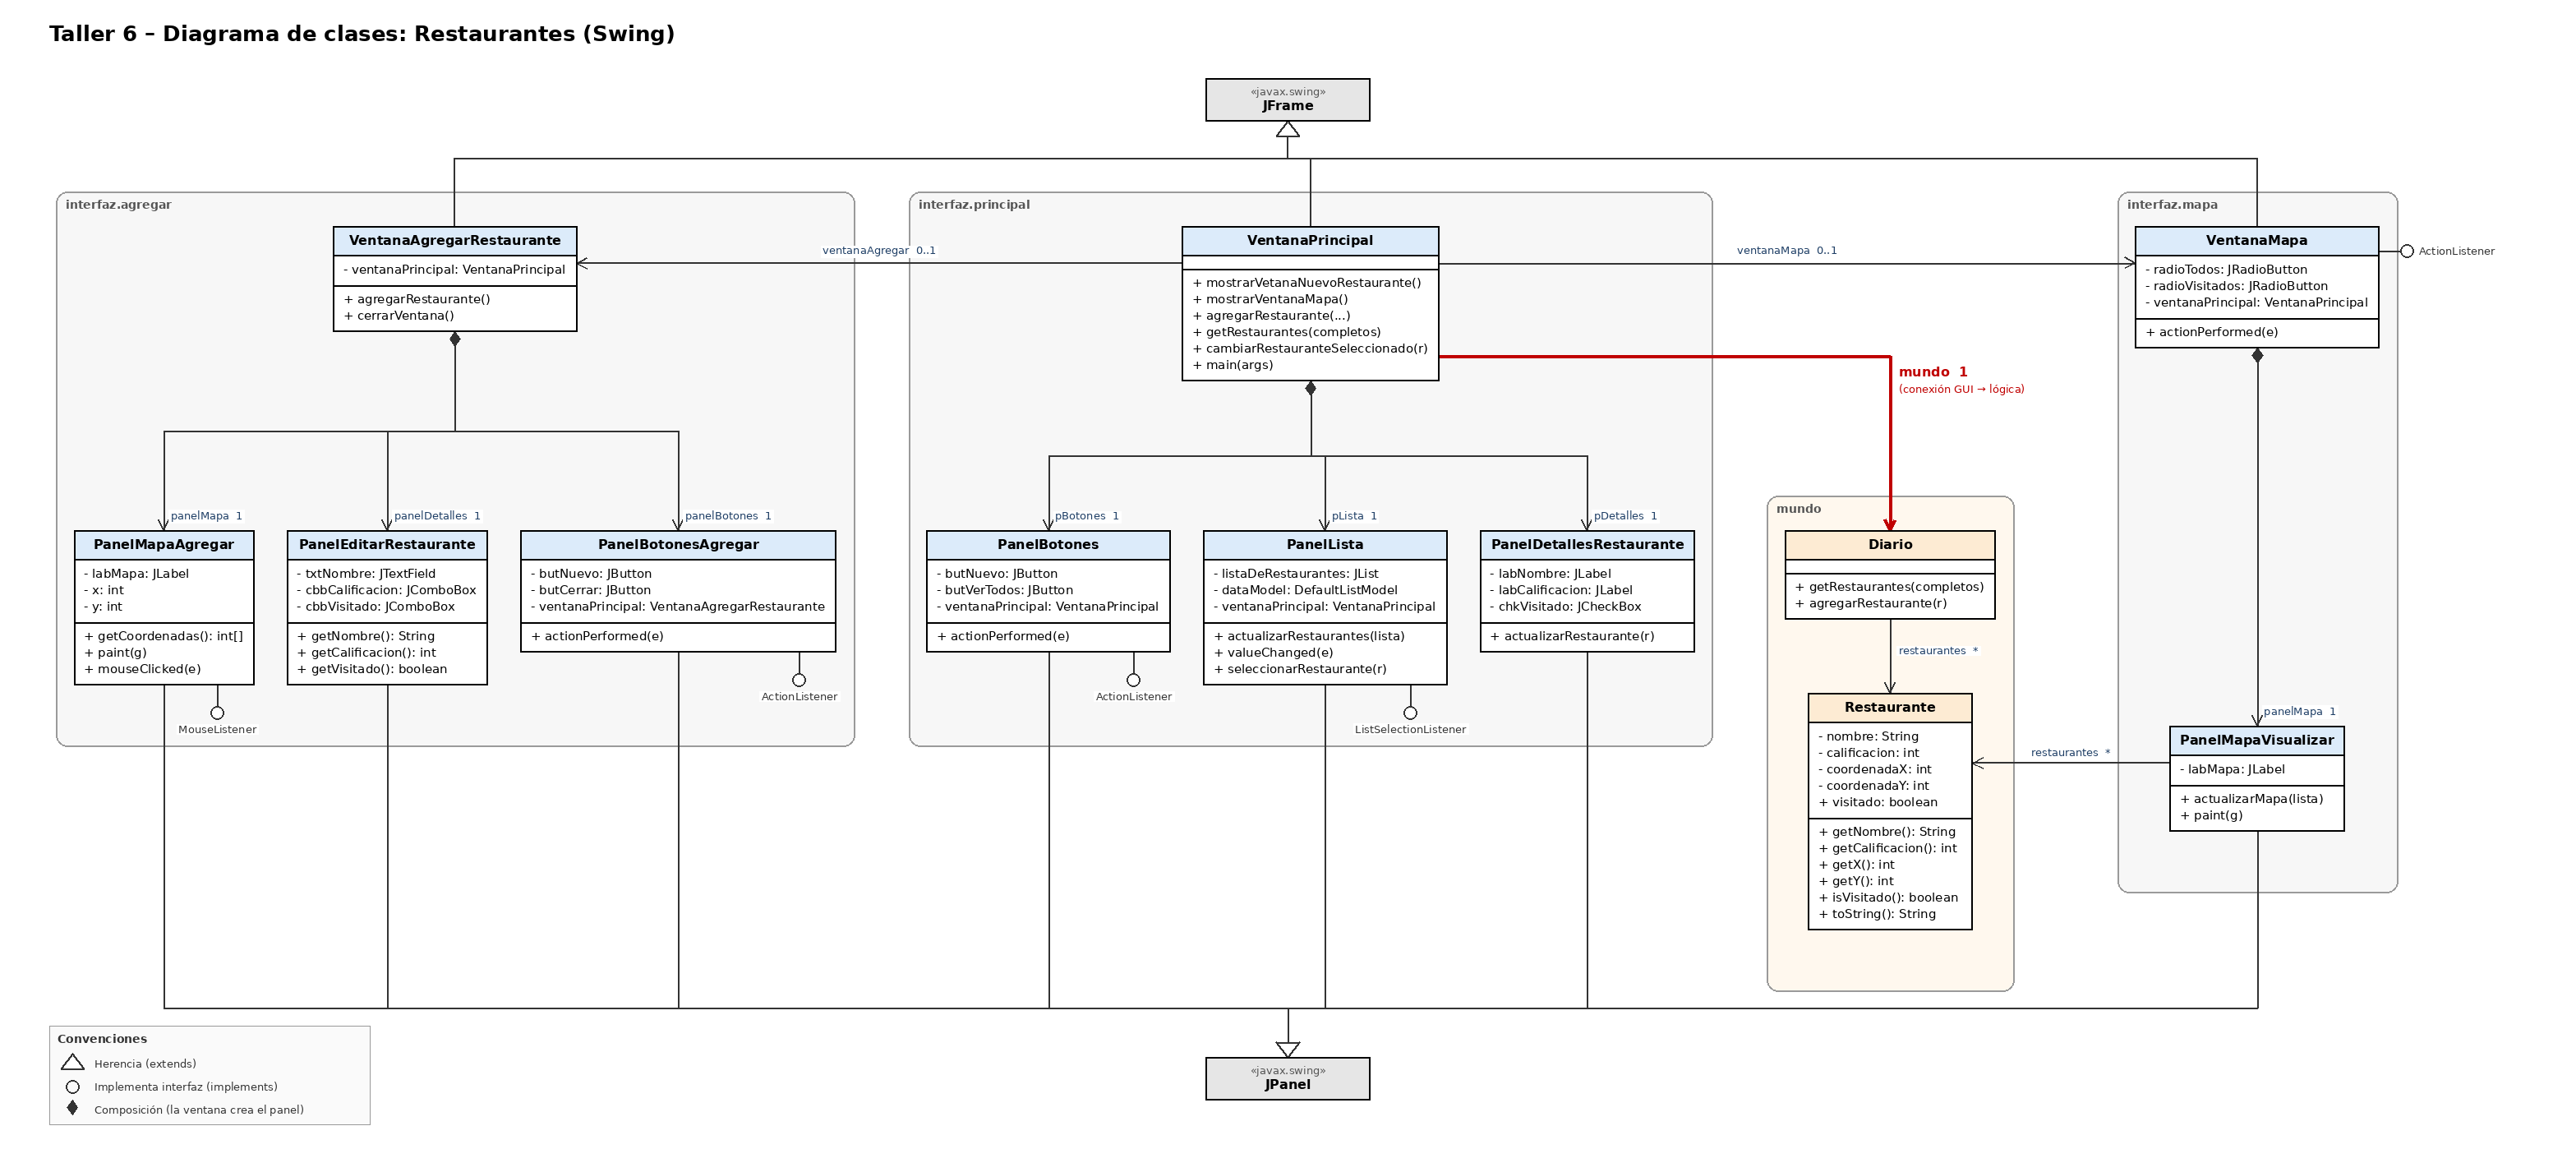 Taller 6 – Diagrama de clases: Restaurantes (Swing)
«javax.swing»
JFrame
interfaz.agregar
VentanaAgregarRestaurante
- ventanaPrincipal: VentanaPrincipal
+ agregarRestaurante()
+ cerrarVentana()
ventanaAgregar 0..1
panelMapa 1
panelDetalles 1
panelBotones 1
PanelMapaAgregar
- labMapa: JLabel
- x: int
- y: int
+ getCoordenadas(): int[]
+ paint(g)
+ mouseClicked(e)
MouseListener
PanelEditarRestaurante
- txtNombre: JTextField
- cbbCalificacion: JComboBox
- cbbVisitado: JComboBox
+ getNombre(): String
+ getCalificacion(): int
+ getVisitado(): boolean
PanelBotonesAgregar
- butNuevo: JButton
- butCerrar: JButton
- ventanaPrincipal: VentanaAgregarRestaurante
+ actionPerformed(e)
ActionListener
interfaz.principal
VentanaPrincipal
+ mostrarVetanaNuevoRestaurante()
+ mostrarVentanaMapa()
+ agregarRestaurante(...)
+ getRestaurantes(completos)
+ cambiarRestauranteSeleccionado(r)
+ main(args)
ventanaMapa 0..1
mundo 1
(conexión GUI → lógica)
pBotones 1
pLista 1
pDetalles 1
PanelBotones
- butNuevo: JButton
- butVerTodos: JButton
- ventanaPrincipal: VentanaPrincipal
+ actionPerformed(e)
ActionListener
PanelLista
- listaDeRestaurantes: JList
- dataModel: DefaultListModel
- ventanaPrincipal: VentanaPrincipal
+ actualizarRestaurantes(lista)
+ valueChanged(e)
+ seleccionarRestaurante(r)
ListSelectionListener
PanelDetallesRestaurante
- labNombre: JLabel
- labCalificacion: JLabel
- chkVisitado: JCheckBox
+ actualizarRestaurante(r)
mundo
Diario
+ getRestaurantes(completos)
+ agregarRestaurante(r)
restaurantes *
Restaurante
- nombre: String
- calificacion: int
- coordenadaX: int
- coordenadaY: int
+ visitado: boolean
+ getNombre(): String
+ getCalificacion(): int
+ getX(): int
+ getY(): int
+ isVisitado(): boolean
+ toString(): String
interfaz.mapa
VentanaMapa
- radioTodos: JRadioButton
- radioVisitados: JRadioButton
- ventanaPrincipal: VentanaPrincipal
+ actionPerformed(e)
ActionListener
panelMapa 1
restaurantes *
PanelMapaVisualizar
- labMapa: JLabel
+ actualizarMapa(lista)
+ paint(g)
«javax.swing»
JPanel
Convenciones
Herencia (extends)
Implementa interfaz (implements)
Composición (la ventana crea el panel)